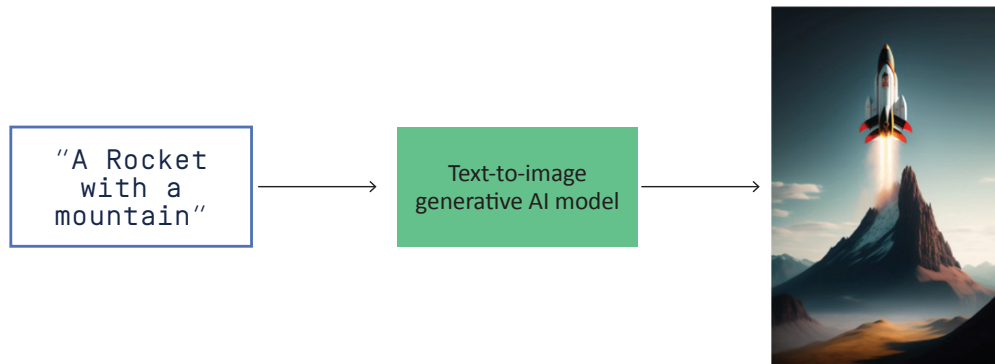 "A Rocket
with a
mountain"
Text-to-image
generative AI model